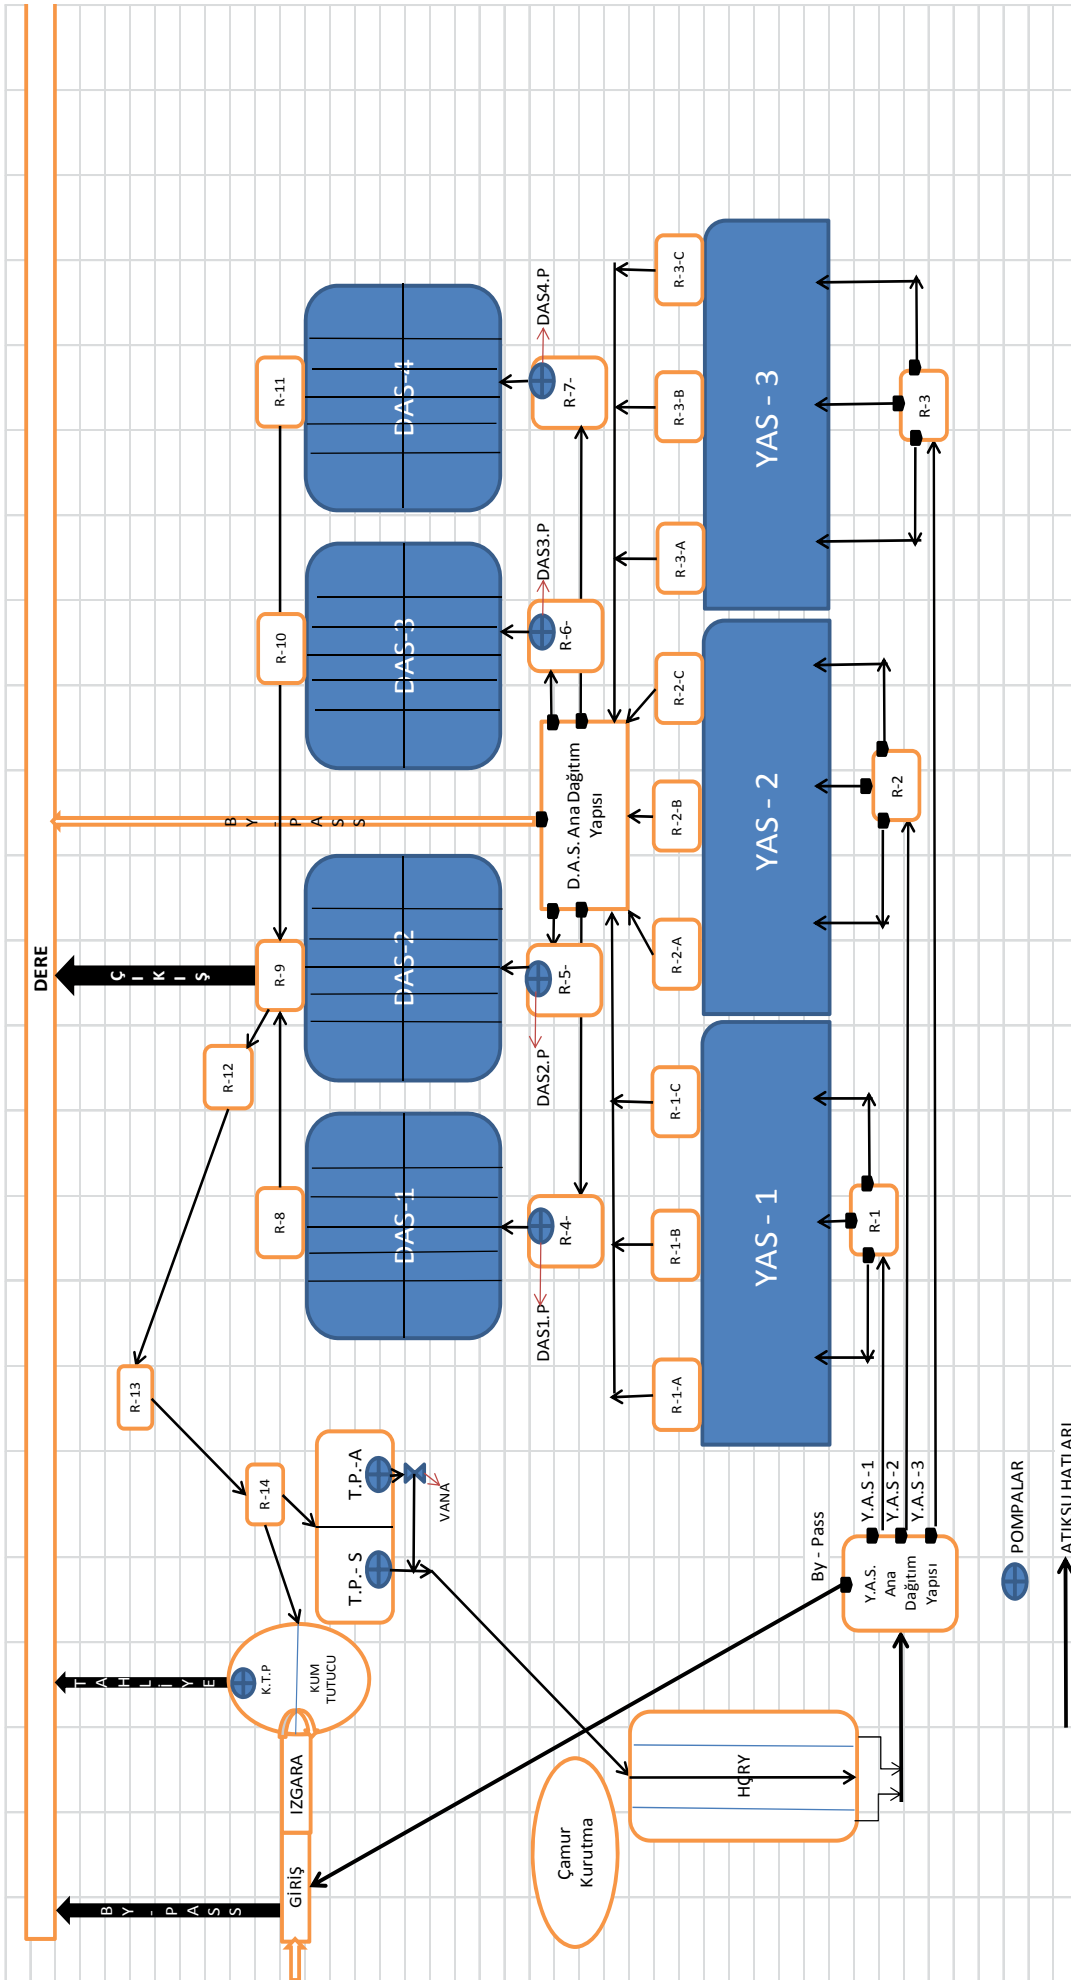 DERE
BY-PASS
TAHLİYE
ÇIKIŞ
BY-PASS
GİRİŞ
IZGARA
K.T.P
KUM
TUTUCU
R-14
R-13
R-12
R-8
R-9
R-10
R-11
T.P.- S
T.P.-A
VANA
DAS-1
DAS-2
DAS-3
DAS-4
Çamur
Kurutma
DAS1.P
R-4-
DAS2.P
R-5-
D.A.S. Ana Dağıtım
Yapısı
R-6-
DAS3.P
R-7-
DAS4.P
R-1-A
R-1-B
R-1-C
R-2-A
R-2-B
R-2-C
R-3-A
R-3-B
R-3-C
HÇRY
YAS - 1
YAS - 2
YAS - 3
By - Pass
Y.A.S.
Ana
Dağıtım
Yapısı
Y.A.S -1
Y.A.S -2
Y.A.S -3
R-1
R-2
R-3
POMPALAR
ATIKSU HATLARI